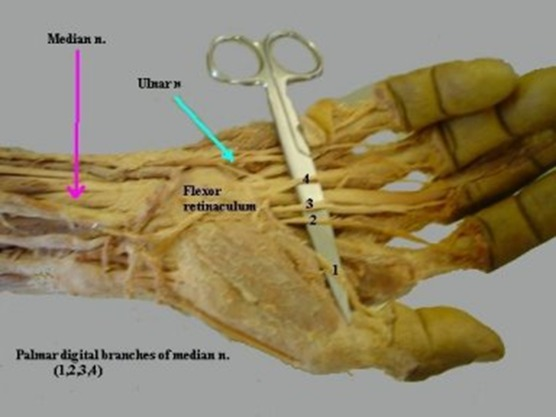 Median n.
Ulnar n
Flexor
retinaculum
4
3
2
1
Palmar digital branches of median n.
(1,2,3,4)